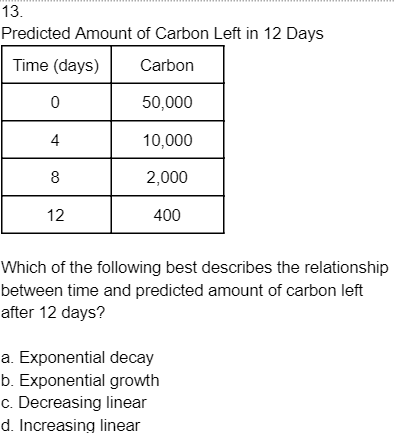 13.
Predicted Amount of Carbon Left in 12 Days
Time (days) Carbon
0 50,000
4 10,000
8 2,000
12 400
Which of the following best describes the relationship
between time and predicted amount of carbon left
after 12 days?
a. Exponential decay
b. Exponential growth
c. Decreasing linear
d. Increasing linear